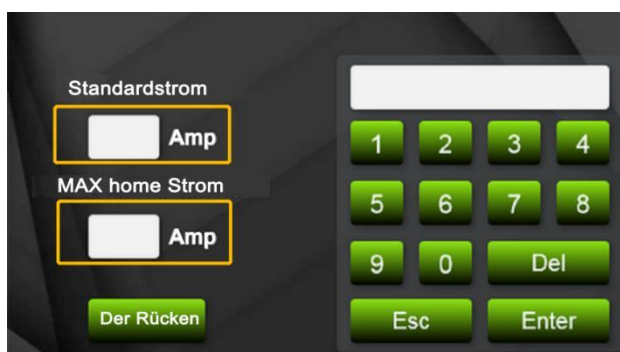 Standardstrom
Amp
MAX home Strom
Amp
Der Rücken
1 2 3 4
5 6 7 8
9 0 Del
Esc Enter